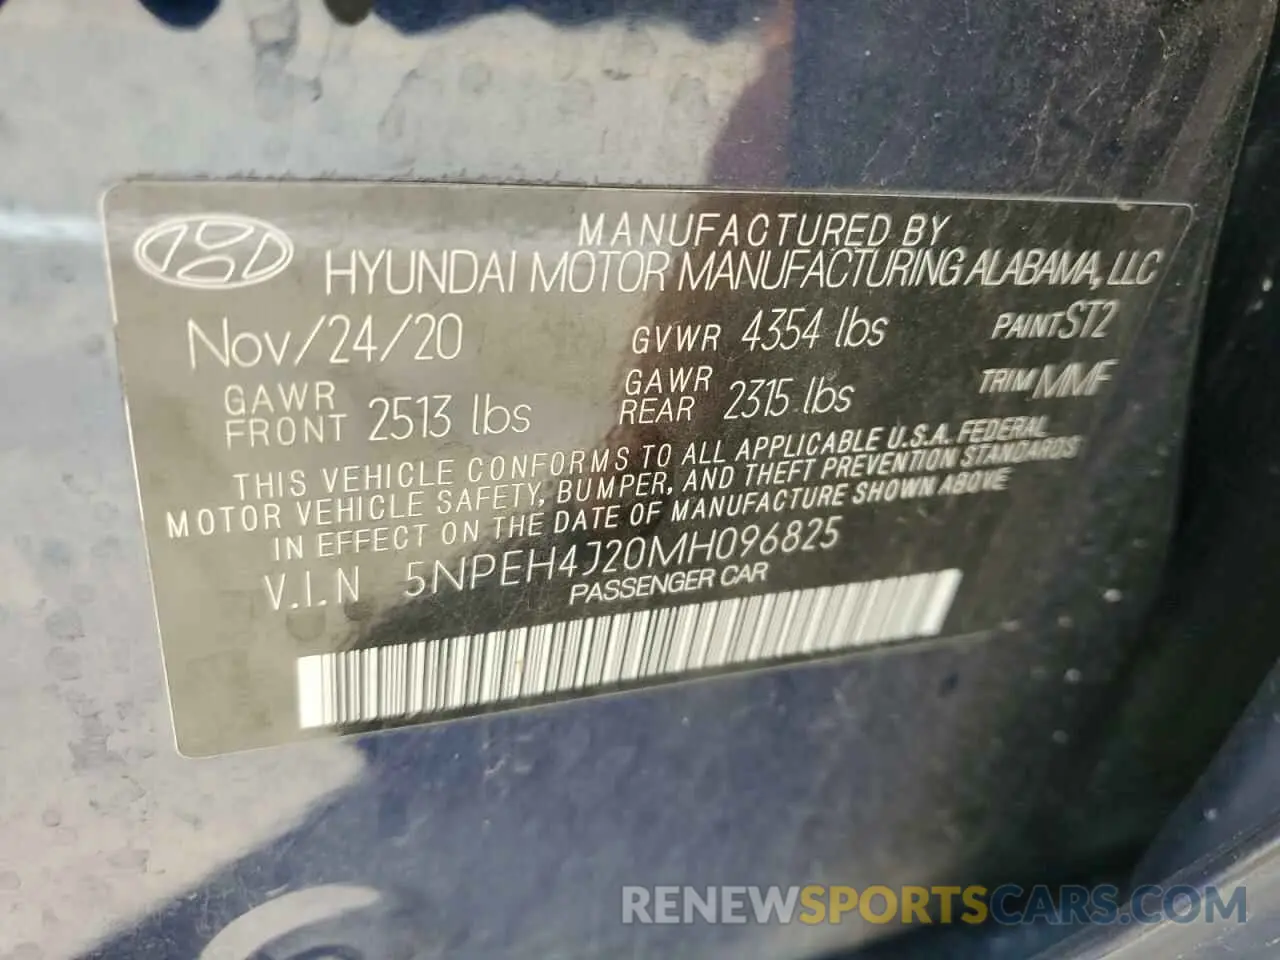 MANUFACTURED BY
HYUNDAI MOTOR MANUFACTURING ALABAMA, LLC
Nov/24/20 GVWR 4354 lbs PAINT ST2
GAWR FRONT 2513 lbs GAWR REAR 2315 lbs TRIM MMF
THIS VEHICLE CONFORMS TO ALL APPLICABLE U.S.A. FEDERAL
MOTOR VEHICLE SAFETY, BUMPER, AND THEFT PREVENTION STANDARDS
IN EFFECT ON THE DATE OF MANUFACTURE SHOWN ABOVE
V.I.N 5NPEH4J20MH096825
PASSENGER CAR
RENEWSPORTSCARS.COM